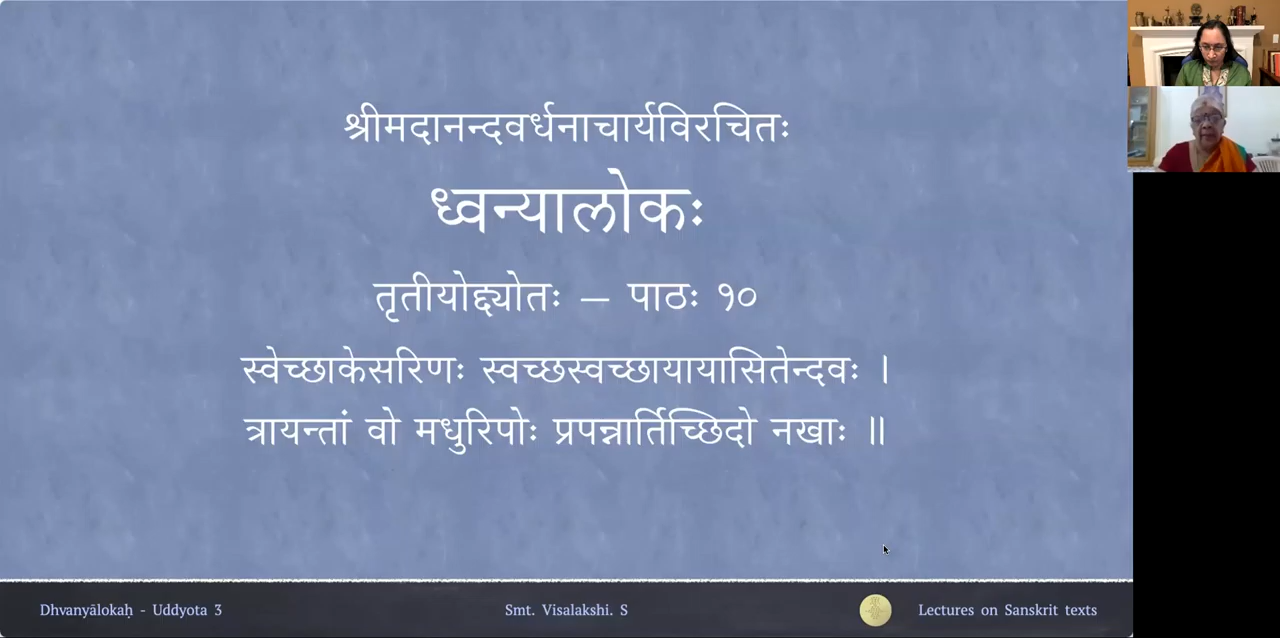 श्रीमदानन्दवर्धनाचार्यविरचितः
ध्वन्यालोकः
तृतीयोद्द्योतः – पाठः १०
स्वेच्छाकेसरिणः स्वच्छस्वच्छायायासितेन्दवः ।
त्रायन्तां वो मधुरिपोः प्रपन्नार्तिच्छिदो नखाः ॥
Dhvanyālokaḥ - Uddyota 3
Smt. Visalakshi. S
Lectures on Sanskrit texts